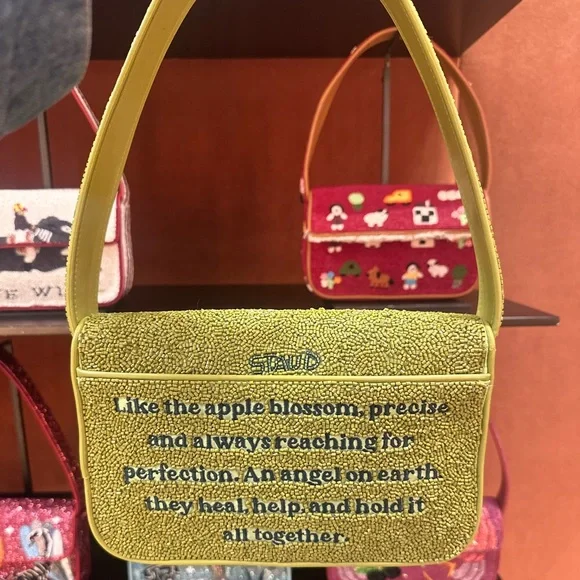 STAUD
Like the apple blossom, precise
and always reaching for
perfection. An angel on earth,
they heal, help, and hold it
all together.